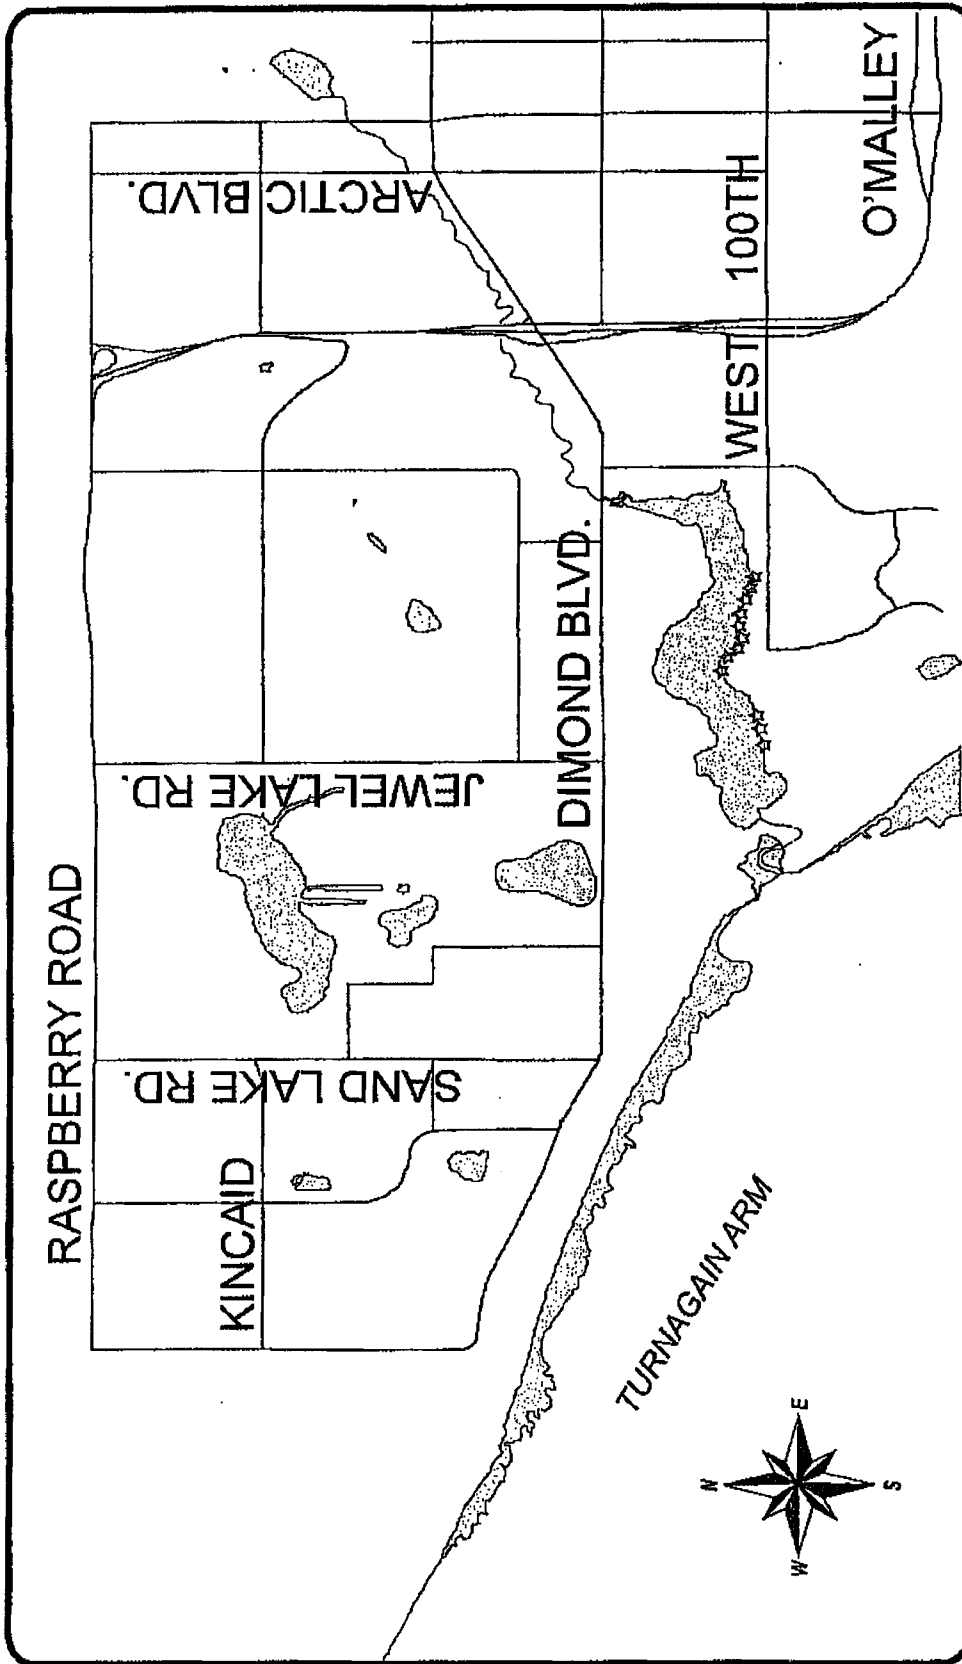 RASPBERRY ROAD
ARCTIC BLVD.
JEWEL LAKE RD.
SAND LAKE RD.
KINCAID
DIMOND BLVD.
WEST 100TH
O'MALLEY
TURNAGAIN ARM
N
W E
S